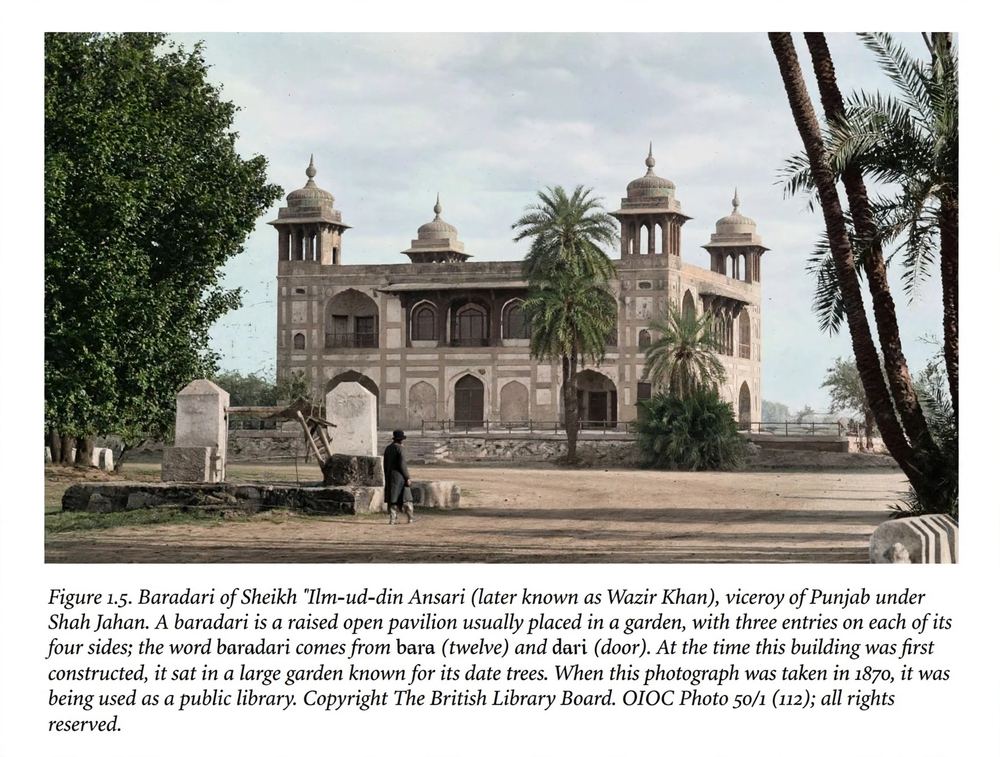 Figure 1.5. Baradari of Sheikh "Ilm-ud-din Ansari (later known as Wazir Khan), viceroy of Punjab under
Shah Jahan. A baradari is a raised open pavilion usually placed in a garden, with three entries on each of its
four sides; the word baradari comes from bara (twelve) and dari (door). At the time this building was first
constructed, it sat in a large garden known for its date trees. When this photograph was taken in 1870, it was
being used as a public library. Copyright The British Library Board. OIOC Photo 50/1 (112); all rights
reserved.